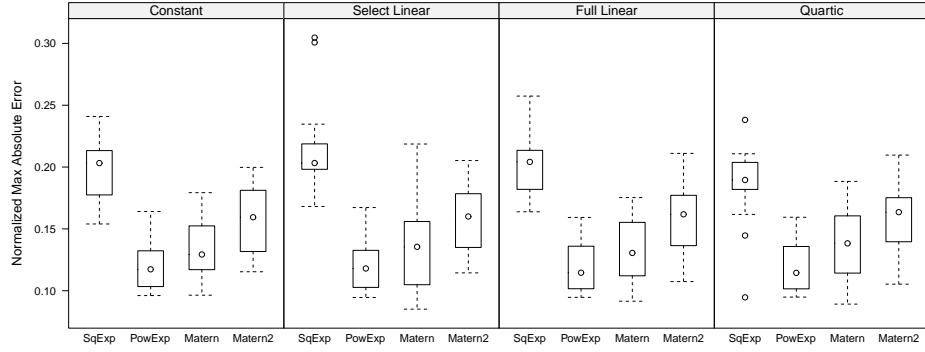 Constant Select Linear Full Linear Quartic
Normalized Max Absolute Error
0.30
0.25
0.20
0.15
0.10
SqExp PowExp Matern Matern2 SqExp PowExp Matern Matern2 SqExp PowExp Matern Matern2 SqExp PowExp Matern Matern2